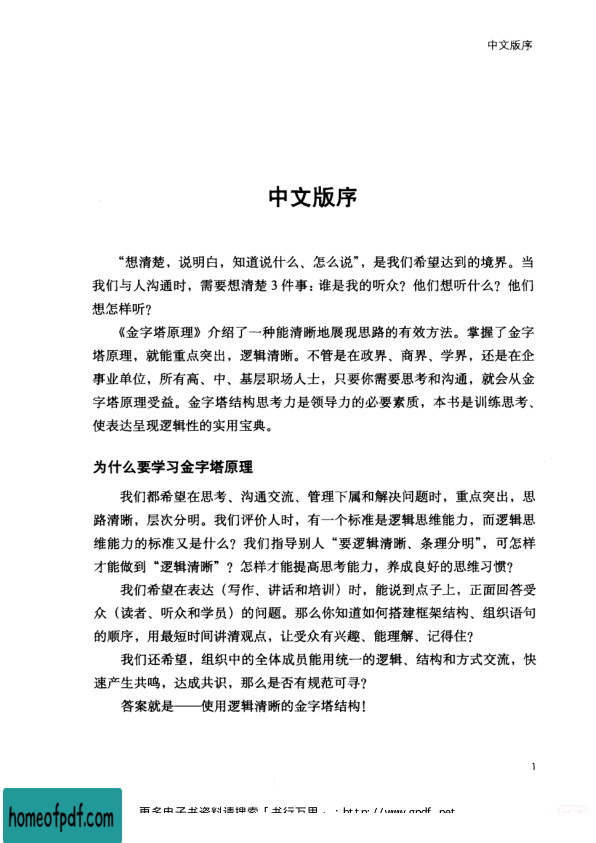 中文版序
中文版序
“想清楚，说明白，知道说什么、怎么说”，是我们希望达到的境界。当
我们与人沟通时，需要想清楚 3 件事：谁是我的听众？他们想听什么？他们
想怎样听？
《金字塔原理》介绍了一种能清晰地展现思路的有效方法。掌握了金字
塔原理，就能重点突出，逻辑清晰。不管是在政界、商界、学界，还是在企
事业单位，所有高、中、基层职场人士，只要你需要思考和沟通，就会从金
字塔原理受益。金字塔结构思考力是领导力的必要素质，本书是训练思考、
使表达呈现逻辑性的实用宝典。
为什么要学习金字塔原理
我们都希望在思考、沟通交流、管理下属和解决问题时，重点突出，思
路清晰，层次分明。我们评价人时，有一个标准是逻辑思维能力，而逻辑思
维能力的标准又是什么？我们指导别人“要逻辑清晰、条理分明”，可怎样
才能做到“逻辑清晰”？怎样才能提高思考能力，养成良好的思维习惯？
我们希望在表达（写作、讲话和培训）时，能说到点子上，正面回答受
众（读者、听众和学员）的问题。那么你知道如何搭建框架结构、组织语句
的顺序，用最短时间讲清观点，让受众有兴趣、能理解、记得住？
我们还希望，组织中的全体成员能用统一的逻辑、结构和方式交流，快
速产生共鸣，达成共识，那么是否有规范可寻？
答案就是——使用逻辑清晰的金字塔结构！
1
homeofpdf.com
更多电子书资料请搜索「书行万里」：http://www.gpdf.net